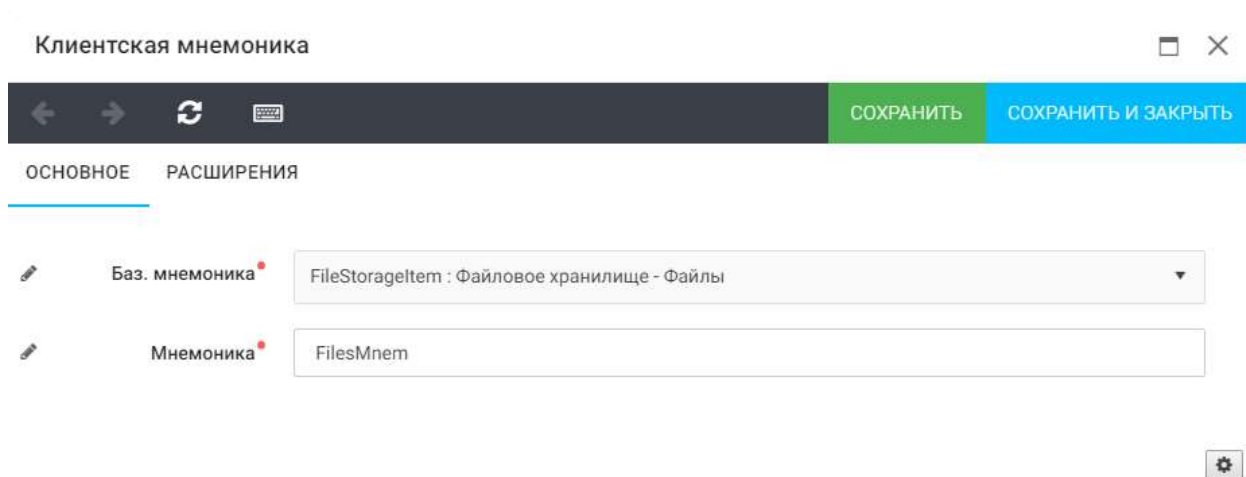 Клиентская мнемоника
СОХРАНИТЬ СОХРАНИТЬ И ЗАКРЫТЬ
ОСНОВНОЕ РАСШИРЕНИЯ
Баз. мнемоника FileStorageItem : Файловое хранилище - Файлы
Мнемоника FilesMnem